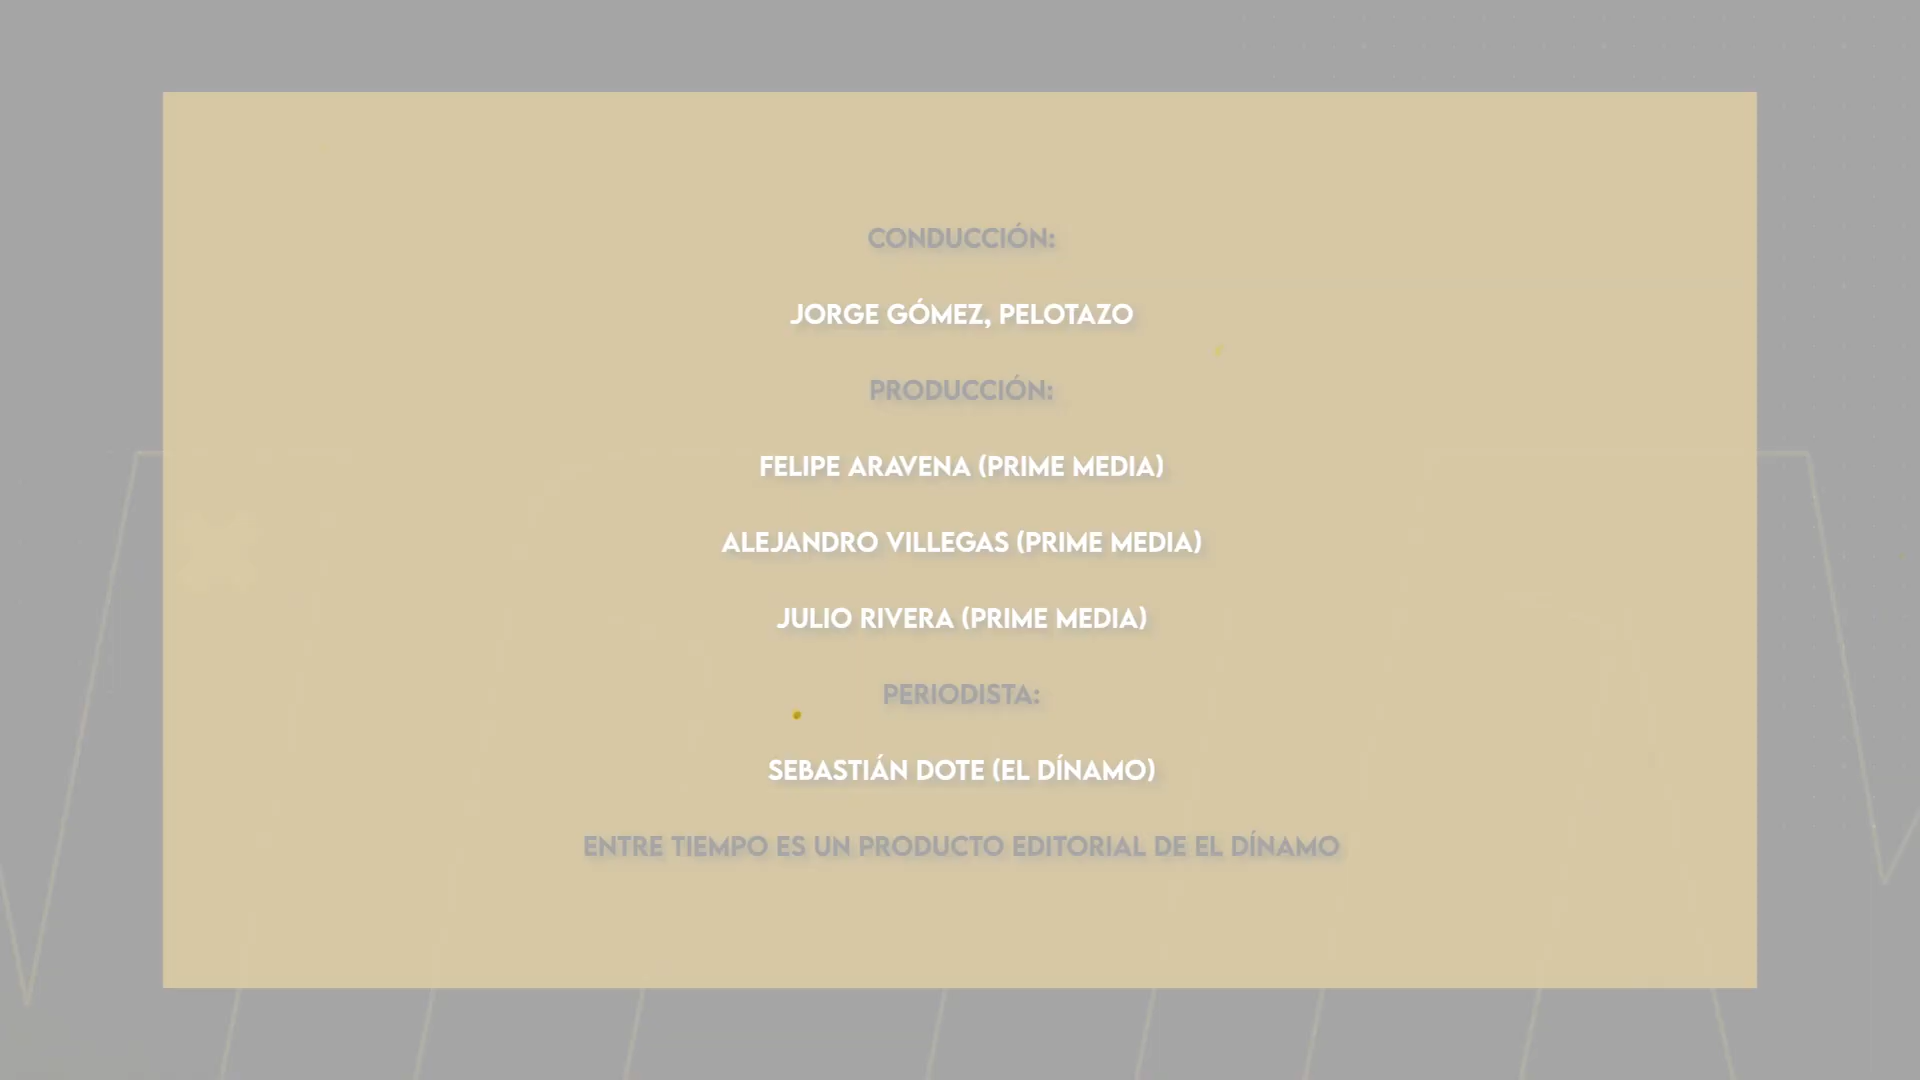 CONDUCCIÓN:
JORGE GÓMEZ, PELOTAZO
PRODUCCIÓN:
FELIPE ARAVENA (PRIME MEDIA)
ALEJANDRO VILLEGAS (PRIME MEDIA)
JULIO RIVERA (PRIME MEDIA)
PERIODISTA:
SEBASTIÁN DOTE (EL DÍNAMO)
ENTRE TIEMPO ES UN PRODUCTO EDITORIAL DE EL DÍNAMO